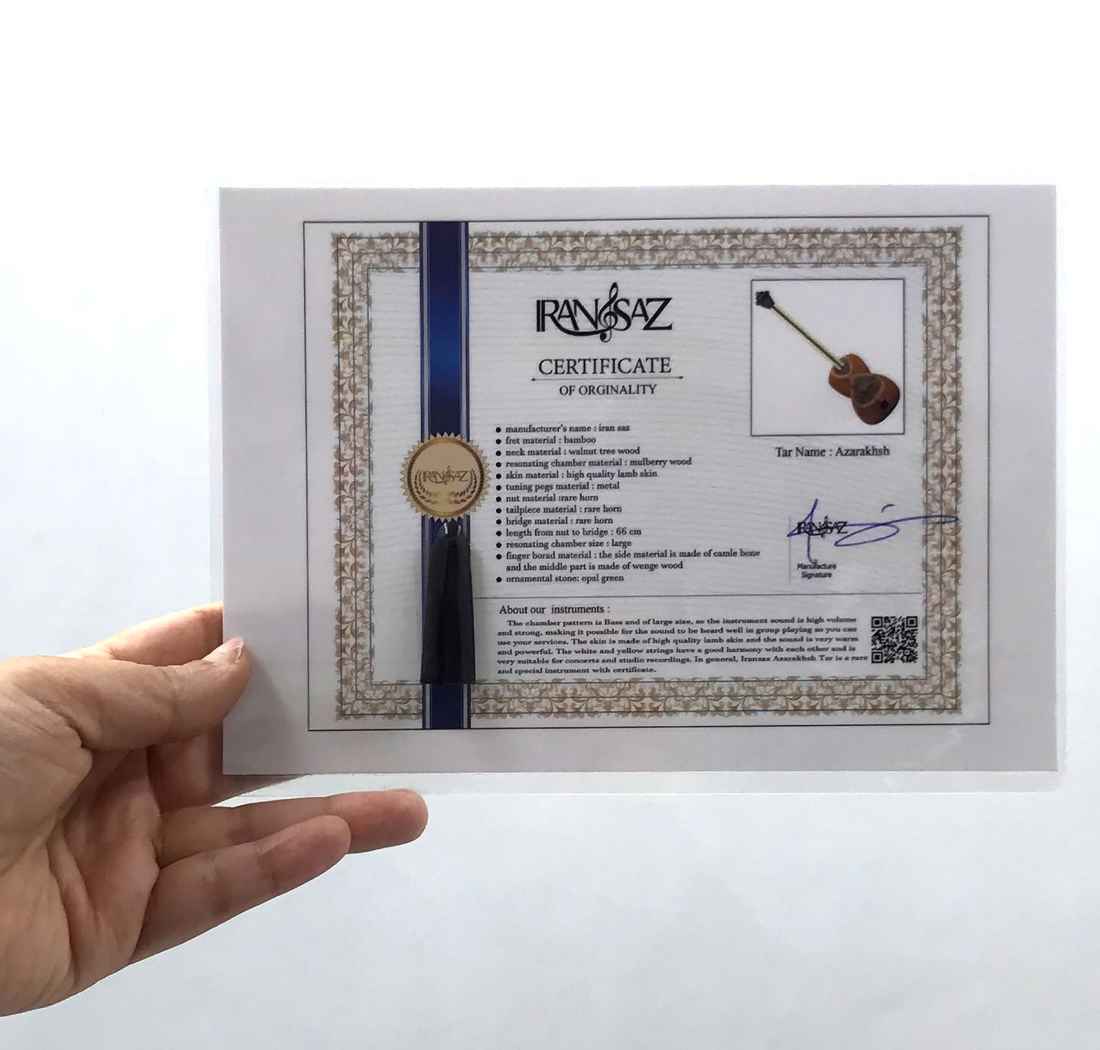 IRAN SAZ
CERTIFICATE
OF ORGINALITY
manufacturer's name : iran saz
fret material : bamboo
neck material : walnut tree wood
resonating chamber material : mulberry wood
skin material : high quality lamb skin
tuning pegs material : metal
nut material :rare horn
tailpiece material : rare horn
bridge material : rare horn
length from nut to bridge : 66 cm
resonating chamber size : large
finger borad material : the side material is made of camle bone
and the middle part is made of wenge wood
ornamental stone: opal green
IRAN SAZ
Tar Name : Azarakhsh
IRAN SAZ
Manufacture
Signature
About our instruments :
The chamber pattern is Bass and of large size, so the instrument sound is high volume
and strong, making it possible for the sound to be heard well in group playing so you can
use your services. The skin is made of high quality lamb skin and the sound is very warm
and powerful. The white and yellow strings have a good harmony with each other and is
very suitable for concerts and studio recordings. In general, Iransaz Azarakhsh Tar is a rare
and special instrument with certificate.